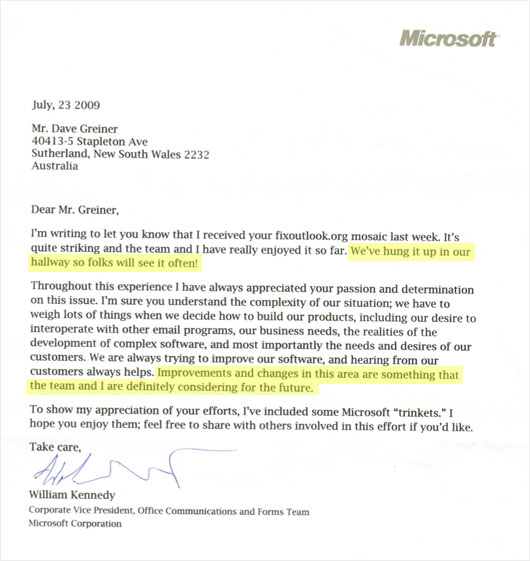 Microsoft
July, 23 2009
Mr. Dave Greiner
40413-5 Stapleton Ave
Sutherland, New South Wales 2232
Australia
Dear Mr. Greiner,
I'm writing to let you know that I received your fixoutlook.org mosaic last week. It's
quite striking and the team and I have really enjoyed it so far. We've hung it up in our
hallway so folks will see it often!
Throughout this experience I have always appreciated your passion and determination
on this issue. I'm sure you understand the complexity of our situation; we have to
weigh lots of things when we decide how to build our products, including our desire to
interoperate with other email programs, our business needs, the realities of the
development of complex software, and most importantly the needs and desires of our
customers. We are always trying to improve our software, and hearing from our
customers always helps. Improvements and changes in this area are something that
the team and I are definitely considering for the future.
To show my appreciation of your efforts, I've included some Microsoft “trinkets.” I
hope you enjoy them; feel free to share with others involved in this effort if you'd like.
Take care,
William Kennedy
Corporate Vice President, Office Communications and Forms Team
Microsoft Corporation